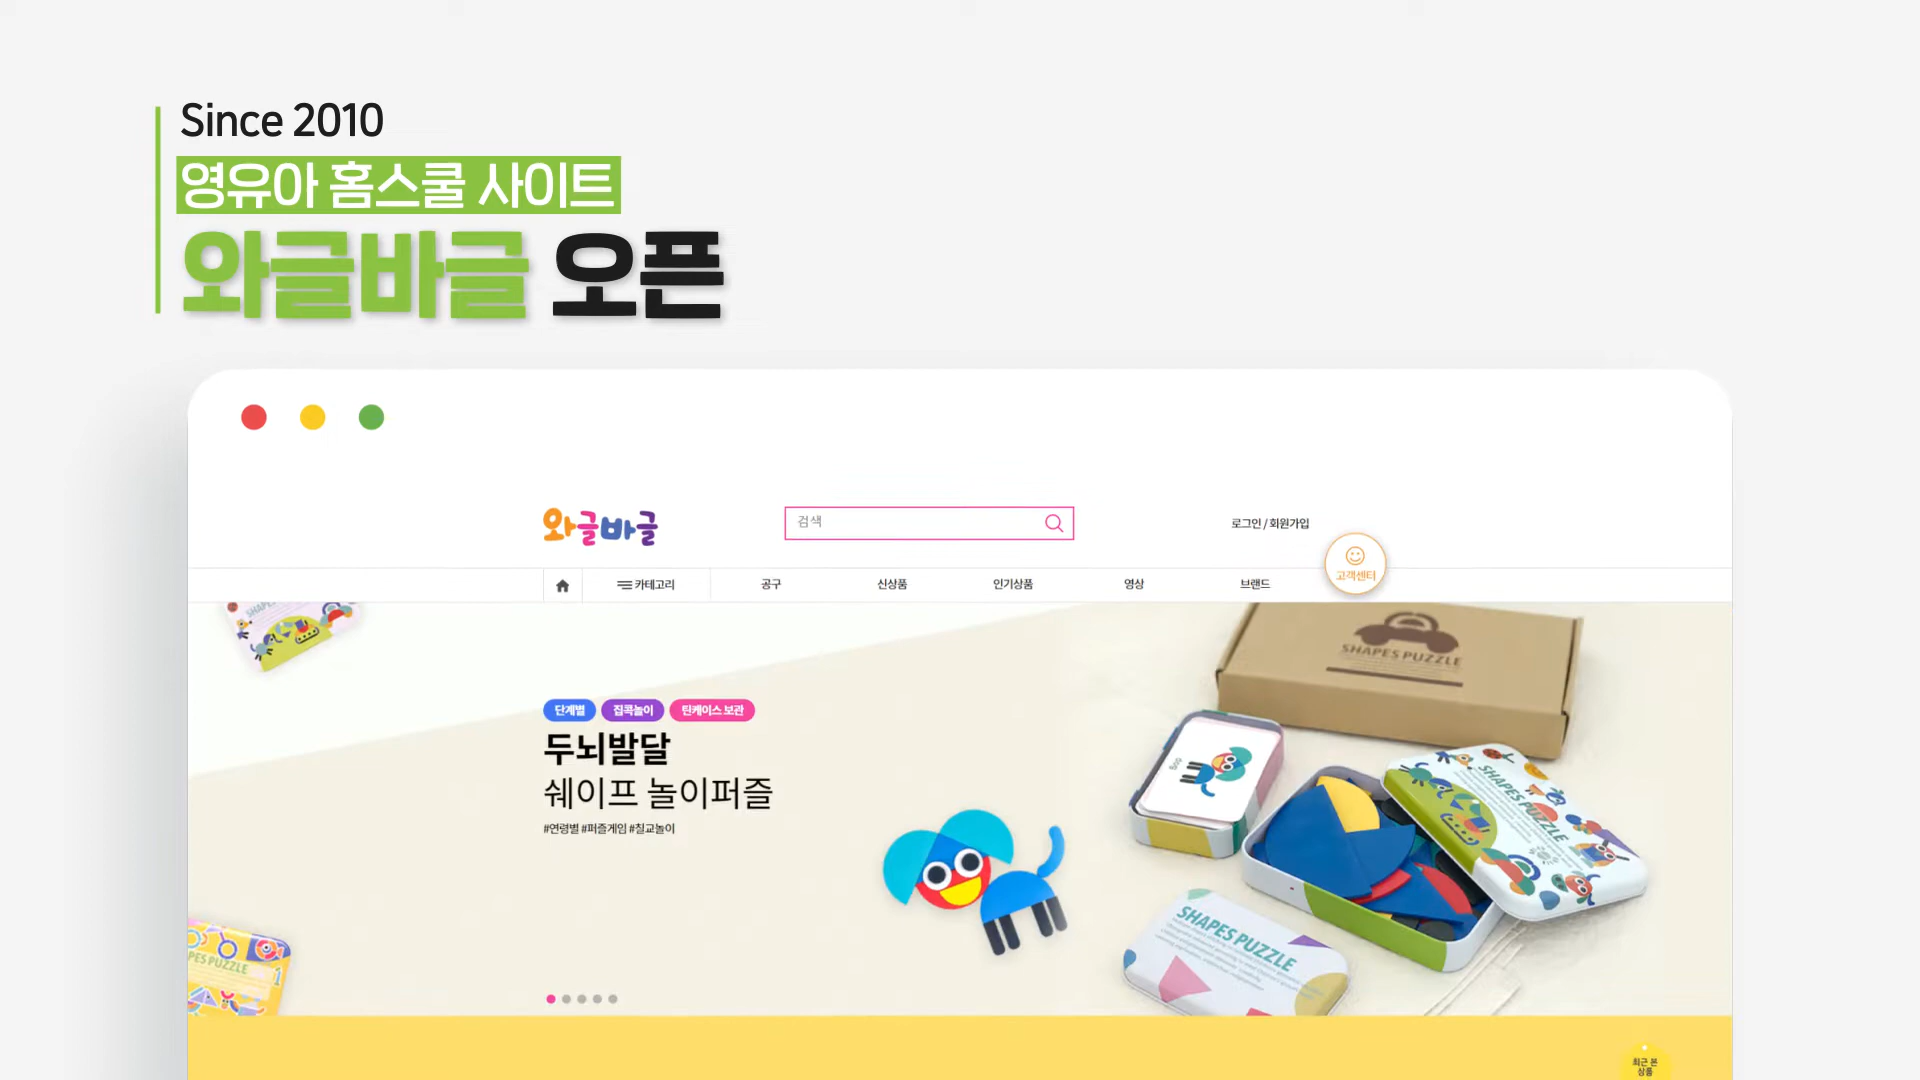 Since 2010
영유아 홈스쿨 사이트
와글바글 오픈
와글바글
검색
로그인 / 회원가입
고객센터
카테고리
공구
신상품
인기상품
영상
브랜드
단계별
집콕놀이
틴케이스 보관
두뇌발달
쉐이프 놀이퍼즐
#연령별 #퍼즐게임 #칠교놀이
SHAPES PUZZLE
SHAPES PUZZLE
SHAPES PUZZLE
PES PUZZLE
최근 본
상품